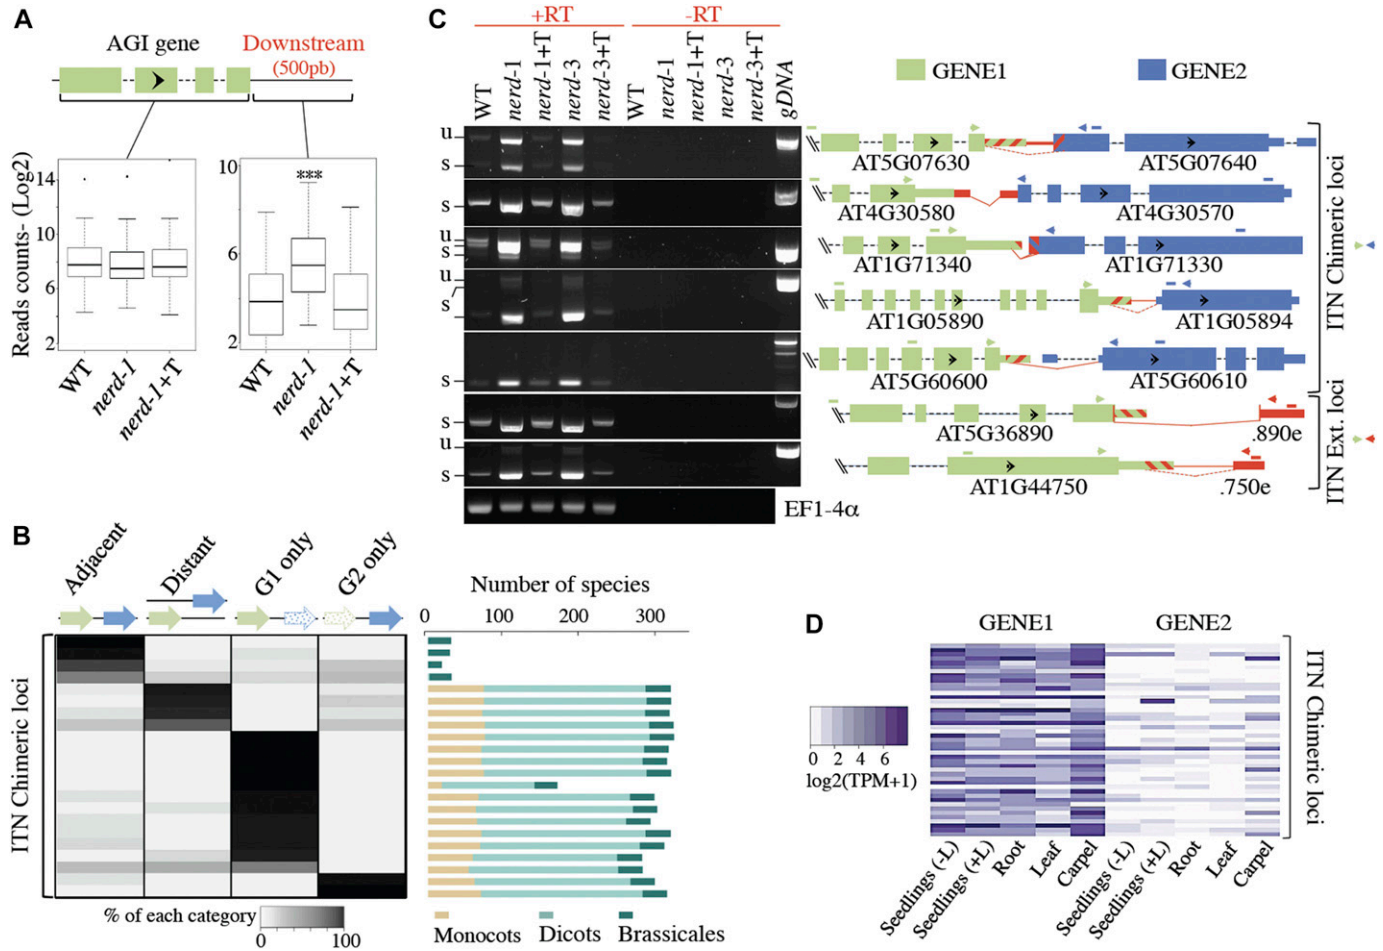 A
AGI gene
Downstream
(500pb)
Reads counts- (Log2)
14
10
6
2
10
6
2
***
WT
nerd-1
nerd-1+T
WT
nerd-1
nerd-1+T
B
Adjacent
Distant
G1 only
G2 only
ITN Chimeric loci
% of each category
0
100
Number of species
0
100
200
300
Monocots
Dicots
Brassicales
C
+RT
-RT
WT
nerd-1
nerd-1+T
nerd-3
nerd-3+T
WT
nerd-1
nerd-1+T
nerd-3
nerd-3+T
gDNA
u
s
s
u
s
u
s
s
s
u
s
EF1-4α
GENE1
GENE2
AT5G07630
AT5G07640
AT4G30580
AT4G30570
AT1G71340
AT1G71330
AT1G05890
AT1G05894
AT5G60600
AT5G60610
AT5G36890
.890e
AT1G44750
.750e
ITN Chimeric loci
ITN Ext. loci
D
GENE1
GENE2
0 2 4 6
log2(TPM+1)
Seedlings (-L)
Seedlings (+L)
Root
Leaf
Carpel
Seedlings (-L)
Seedlings (+L)
Root
Leaf
Carpel
ITN Chimeric loci